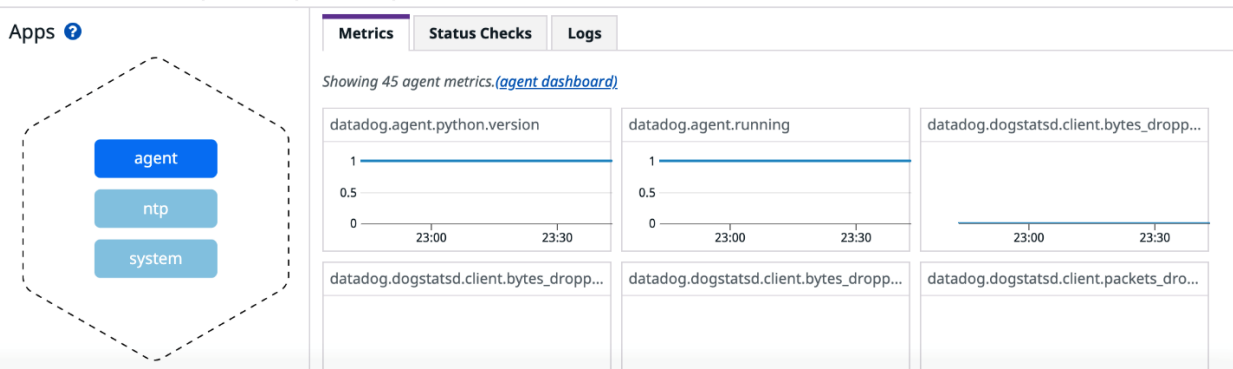 Apps ?
agent
ntp
system
Metrics Status Checks Logs
Showing 45 agent metrics.(agent dashboard)
datadog.agent.python.version
1
0.5
0
23:00 23:30
datadog.agent.running
1
0.5
0
23:00 23:30
datadog.dogstatsd.client.bytes_dropp...
23:00 23:30
datadog.dogstatsd.client.bytes_dropp...
datadog.dogstatsd.client.bytes_dropp...
datadog.dogstatsd.client.packets_dro...